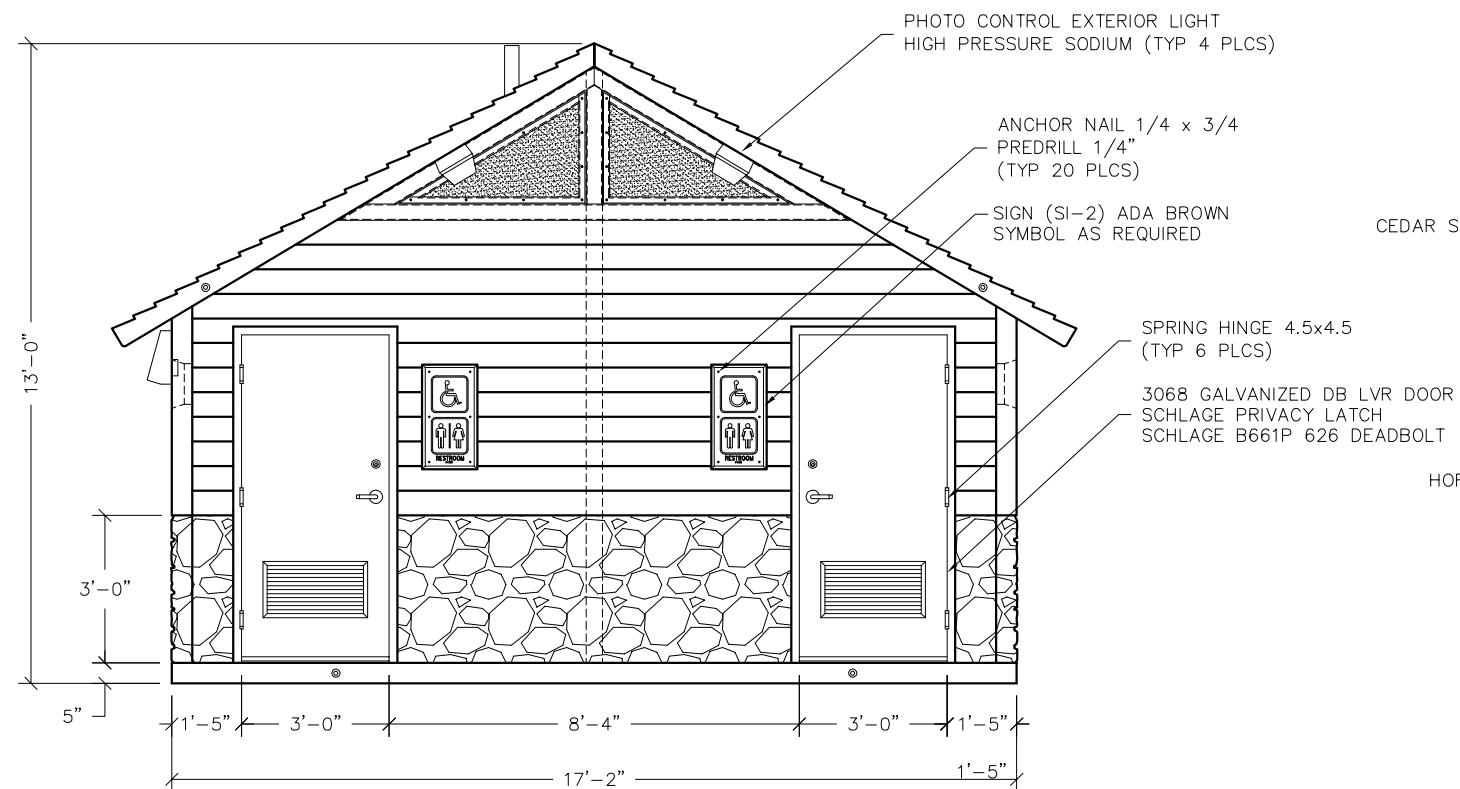 PHOTO CONTROL EXTERIOR LIGHT
HIGH PRESSURE SODIUM (TYP 4 PLCS)
ANCHOR NAIL 1/4 x 3/4
PREDRILL 1/4"
(TYP 20 PLCS)
SIGN (SI-2) ADA BROWN
SYMBOL AS REQUIRED
CEDAR S
13'-0"
SPRING HINGE 4.5x4.5
(TYP 6 PLCS)
3068 GALVANIZED DB LVR DOOR
SCHLAGE PRIVACY LATCH
SCHLAGE B661P 626 DEADBOLT
RESTROOM
RESTROOM
3'-0"
5"
1'-5"
3'-0"
8'-4"
3'-0"
1'-5"
17'-2"
1'-5"